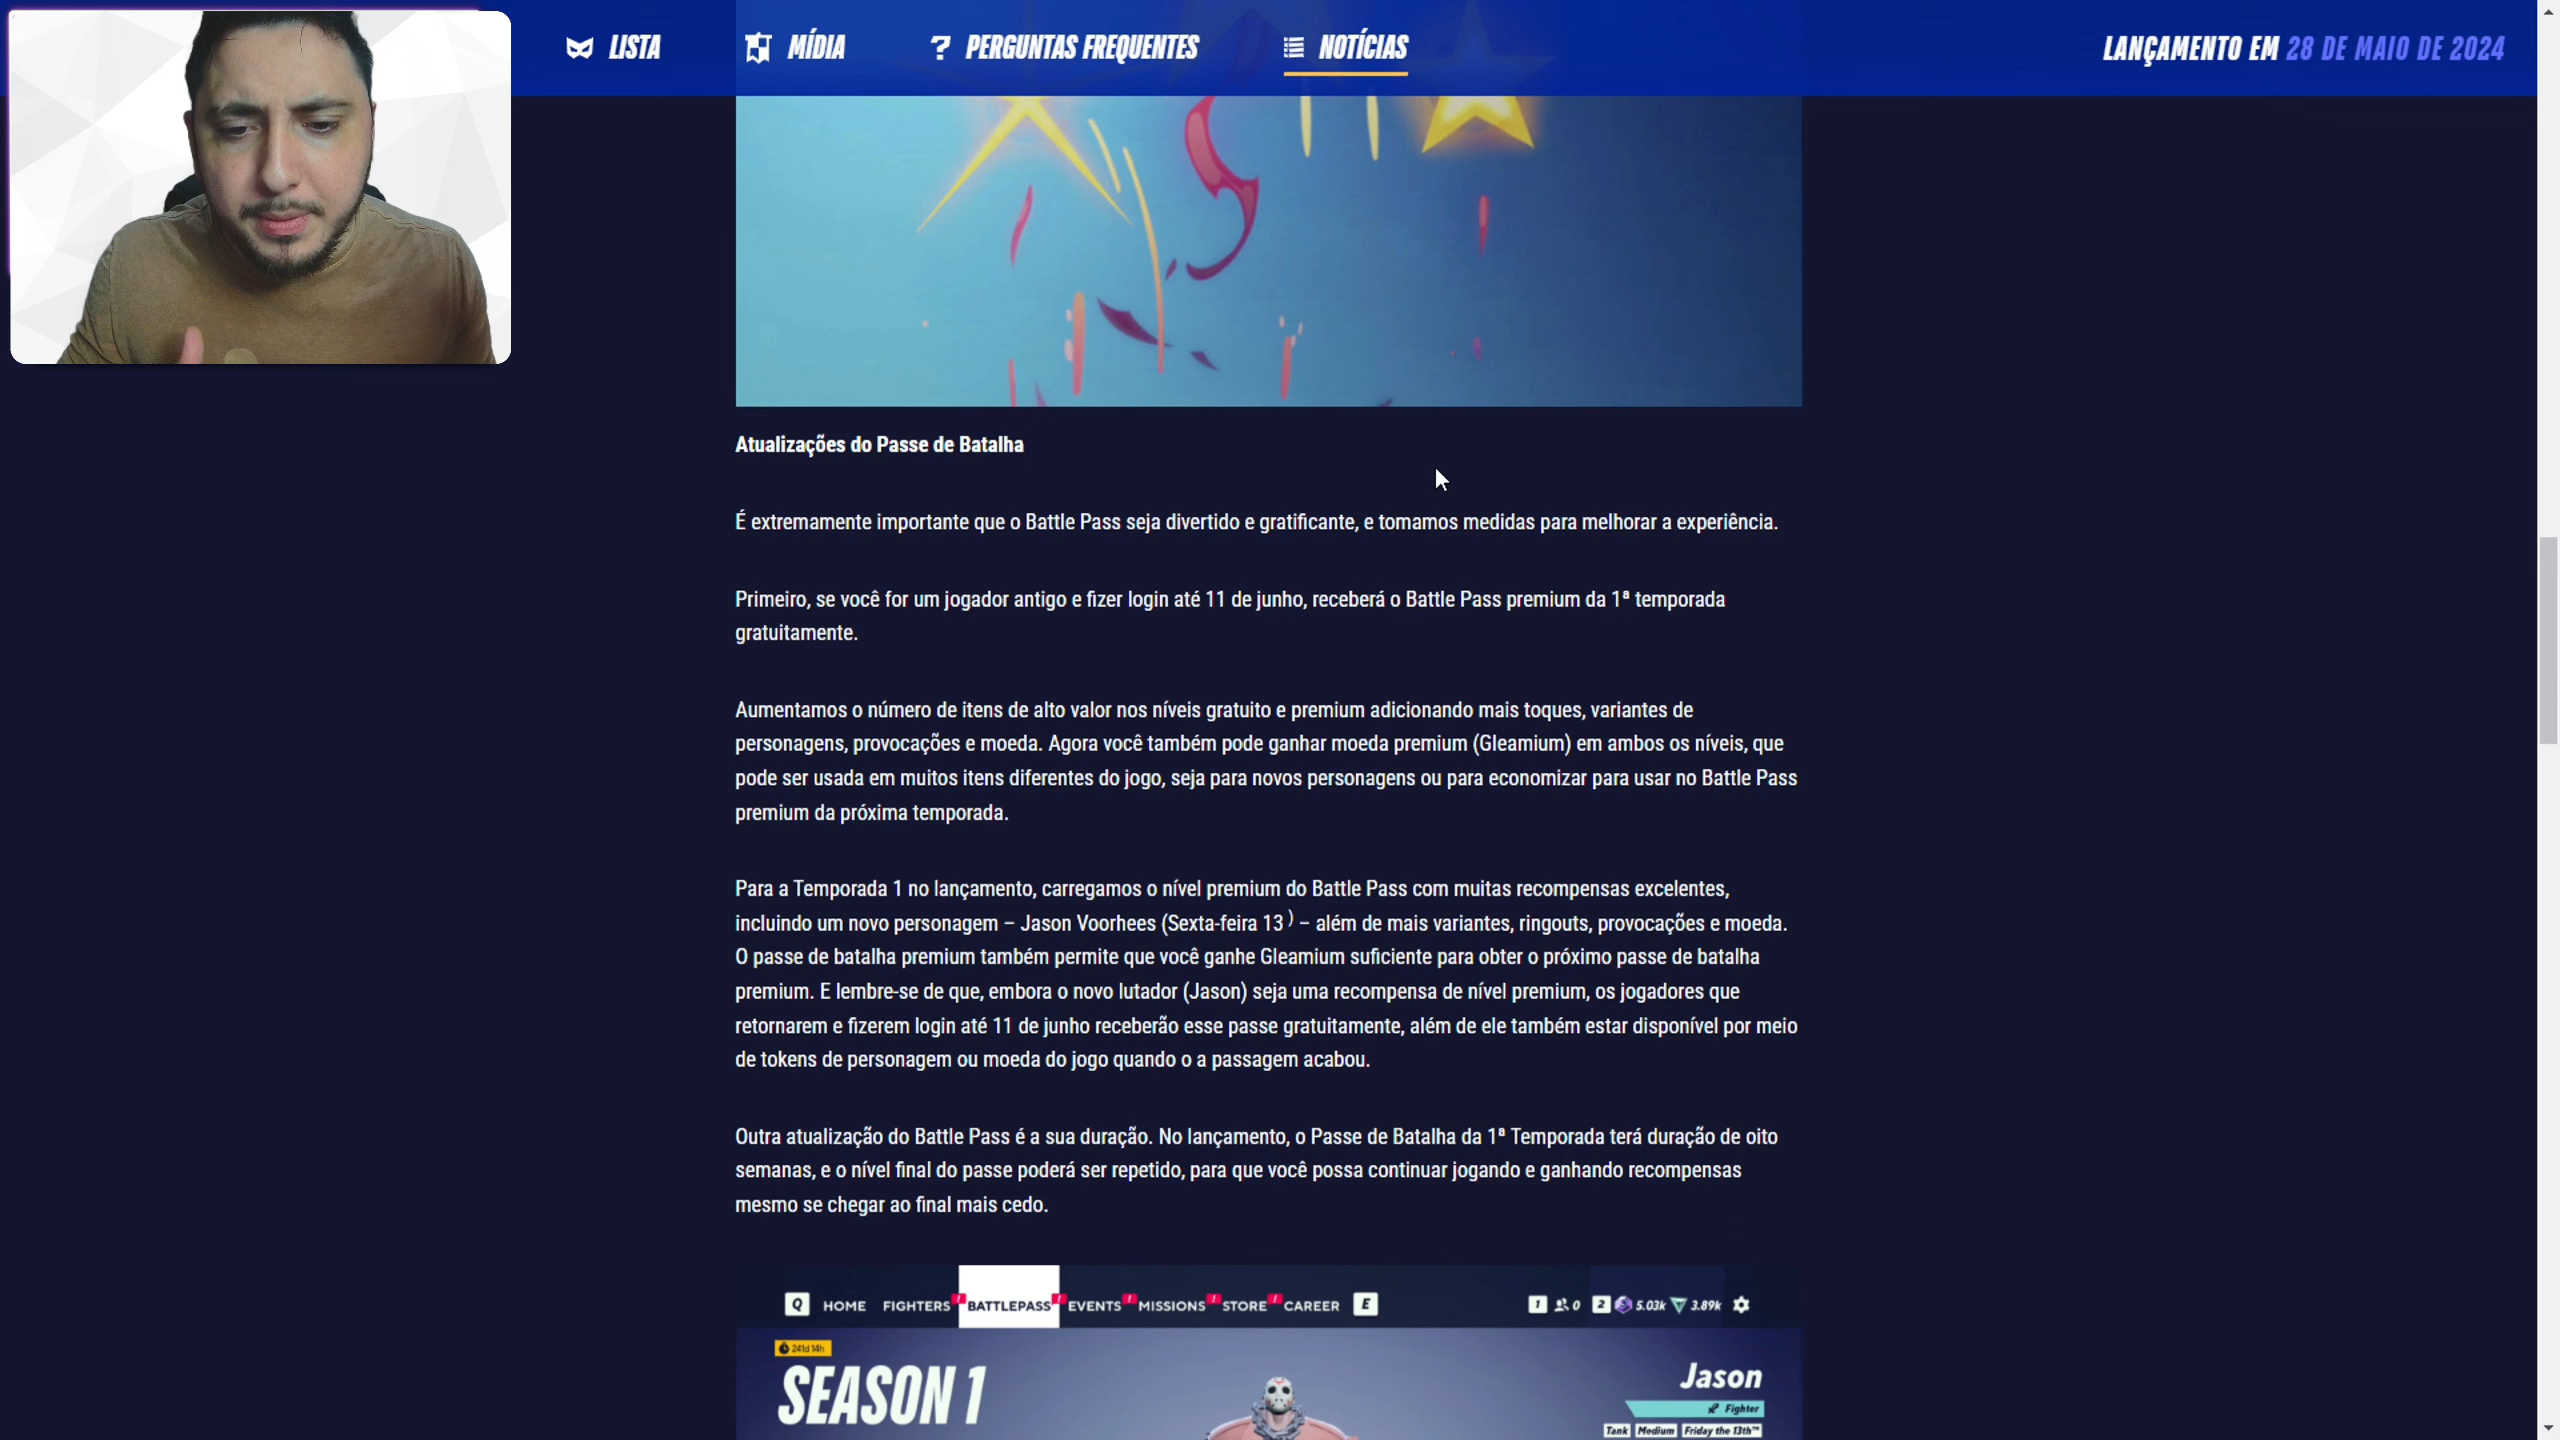 LISTA
MÍDIA
? PERGUNTAS FREQUENTES
NOTÍCIAS
LANÇAMENTO EM 28 DE MAIO DE 2024
Atualizações do Passe de Batalha
É extremamente importante que o Battle Pass seja divertido e gratificante, e tomamos medidas para melhorar a experiência.
Primeiro, se você for um jogador antigo e fizer login até 11 de junho, receberá o Battle Pass premium da 1ª temporada
gratuitamente.
Aumentamos o número de itens de alto valor nos níveis gratuito e premium adicionando mais toques, variantes de
personagens, provocações e moeda. Agora você também pode ganhar moeda premium (Gleamium) em ambos os níveis, que
pode ser usada em muitos itens diferentes do jogo, seja para novos personagens ou para economizar para usar no Battle Pass
premium da próxima temporada.
Para a Temporada 1 no lançamento, carregamos o nível premium do Battle Pass com muitas recompensas excelentes,
incluindo um novo personagem – Jason Voorhees (Sexta-feira 13 ) – além de mais variantes, ringouts, provocações e moeda.
O passe de batalha premium também permite que você ganhe Gleamium suficiente para obter o próximo passe de batalha
premium. E lembre-se de que, embora o novo lutador (Jason) seja uma recompensa de nível premium, os jogadores que
retornarem e fizerem login até 11 de junho receberão esse passe gratuitamente, além de ele também estar disponível por meio
de tokens de personagem ou moeda do jogo quando o a passagem acabou.
Outra atualização do Battle Pass é a sua duração. No lançamento, o Passe de Batalha da 1ª Temporada terá duração de oito
semanas, e o nível final do passe poderá ser repetido, para que você possa continuar jogando e ganhando recompensas
mesmo se chegar ao final mais cedo.
Q HOME FIGHTERS ! BATTLEPASS ! EVENTS ! MISSIONS ! STORE ! CAREER E
1 0 2 5.03k 3.89k
241d 14h
SEASON 1
Jason
Fighter
Tank Medium Friday the 13th™